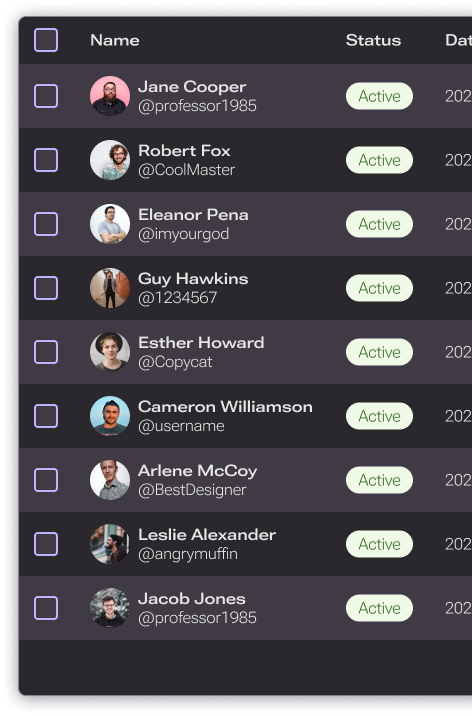 Name Status Dat
Jane Cooper
@professor1985
Active 202
Robert Fox
@CoolMaster
Active 202
Eleanor Pena
@imyourgod
Active 202
Guy Hawkins
@1234567
Active 202
Esther Howard
@Copycat
Active 202
Cameron Williamson
@username
Active 202
Arlene McCoy
@BestDesigner
Active 202
Leslie Alexander
@angrymuffin
Active 202
Jacob Jones
@professor1985
Active 202